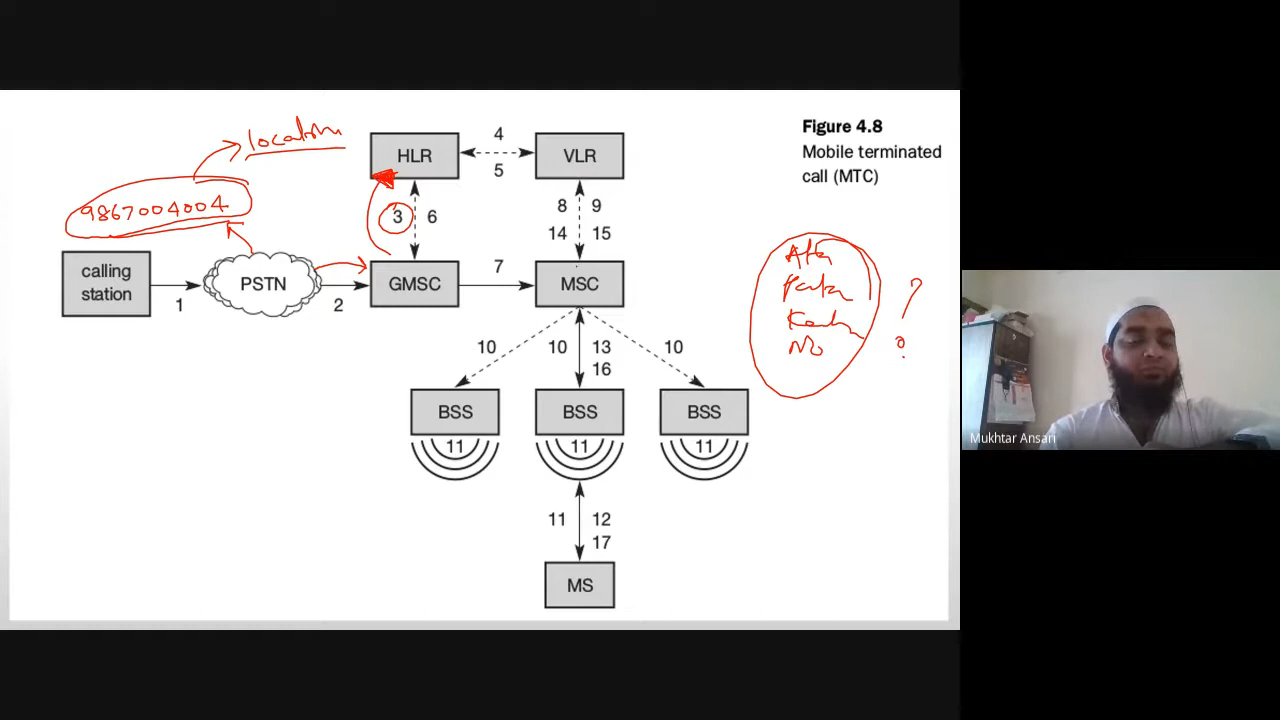 Figure 4.8
Mobile terminated
call (MTC)
location
HLR
4
5
VLR
9867004004
3
6
8
9
14
15
calling
station
1
PSTN
2
GMSC
7
MSC
?
?
No
10
10
13
16
10
BSS
BSS
BSS
11
11
11
11
12
17
MS
Mukhtar Ansari